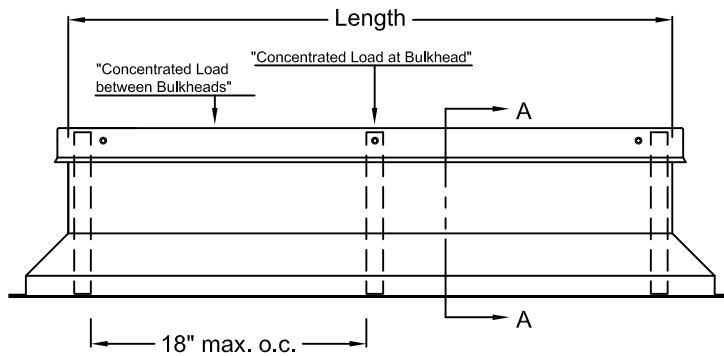 Length
"Concentrated Load at Bulkhead"
"Concentrated Load
between Bulkheads"
A
A
18" max. o.c.